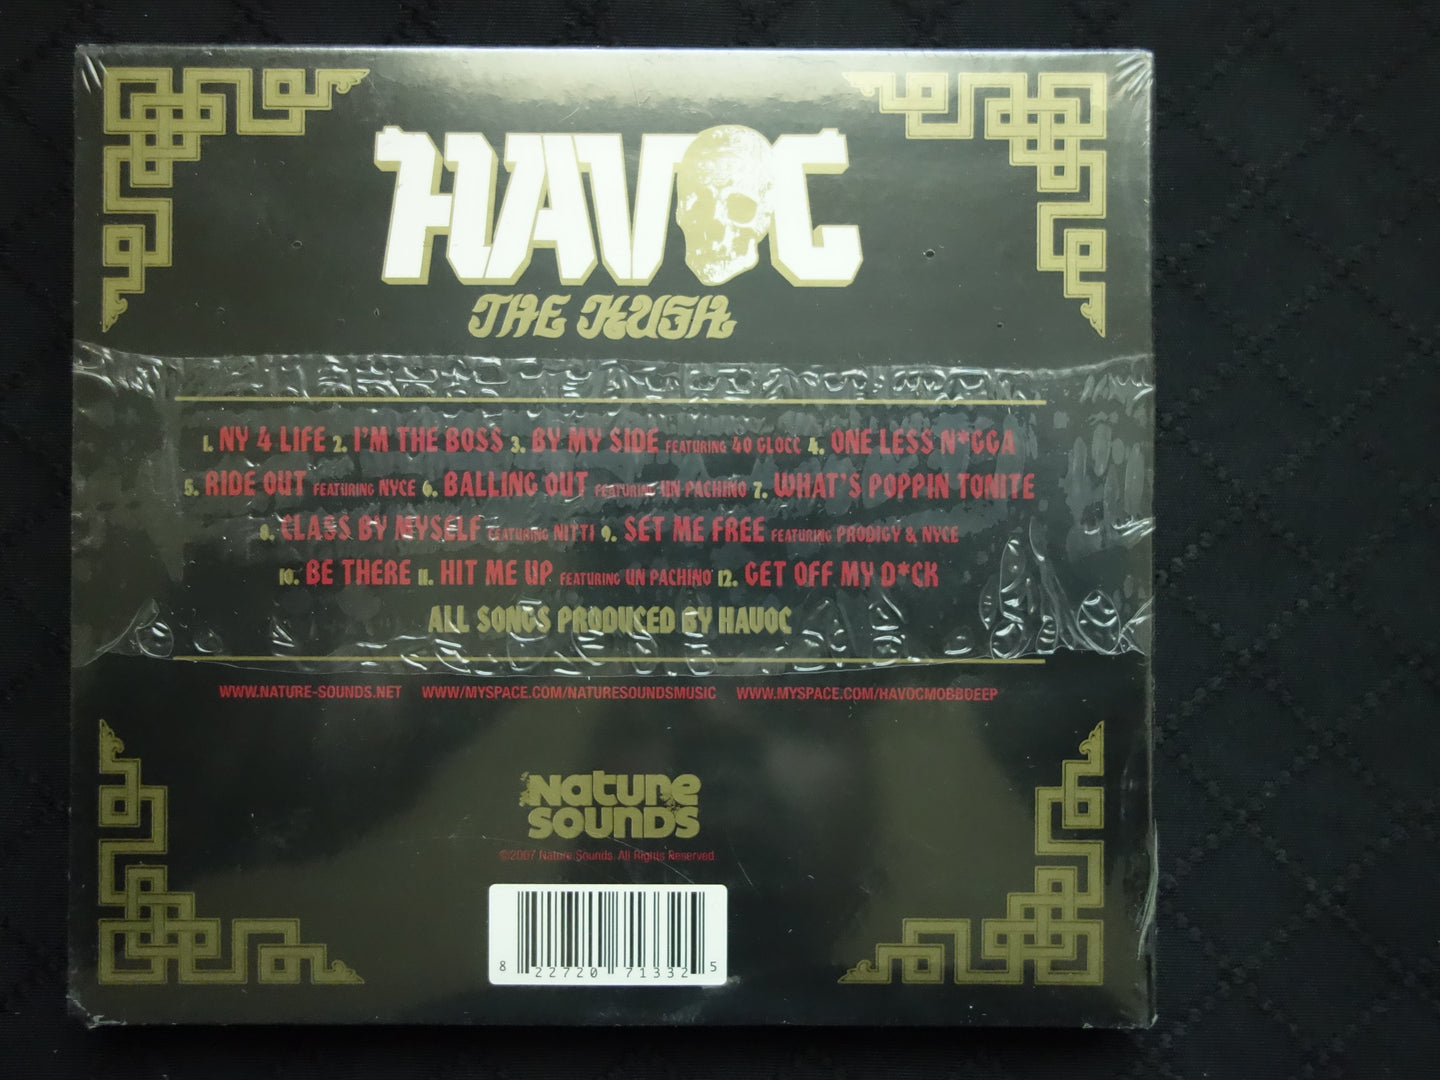 HAVOC
THE KUSH
1. NY 4 LIFE 2. I'M THE BOSS 3. BY MY SIDE FEATURING 40 GLOCC 4. ONE LESS N*GGA
5. RIDE OUT FEATURING NYCE 6. BALLING OUT FEATURING UN PACHINO 7. WHAT'S POPPIN TONITE
8. CLASS BY MYSELF FEATURING NITTI 9. SET ME FREE FEATURING PRODIGY & NYCE
10. BE THERE 11. HIT ME UP FEATURING UN PACHINO 12. GET OFF MY D*CK
ALL SONGS PRODUCED BY HAVOC
WWW.NATURE-SOUNDS.NET WWW/MYSPACE.COM/NATURESOUNDSMUSIC WWW.MYSPACE.COM/HAVOCMOBBDEEP
Nature
SOUNDS
©2007 Nature Sounds. All Rights Reserved.
8 22720 71332 5